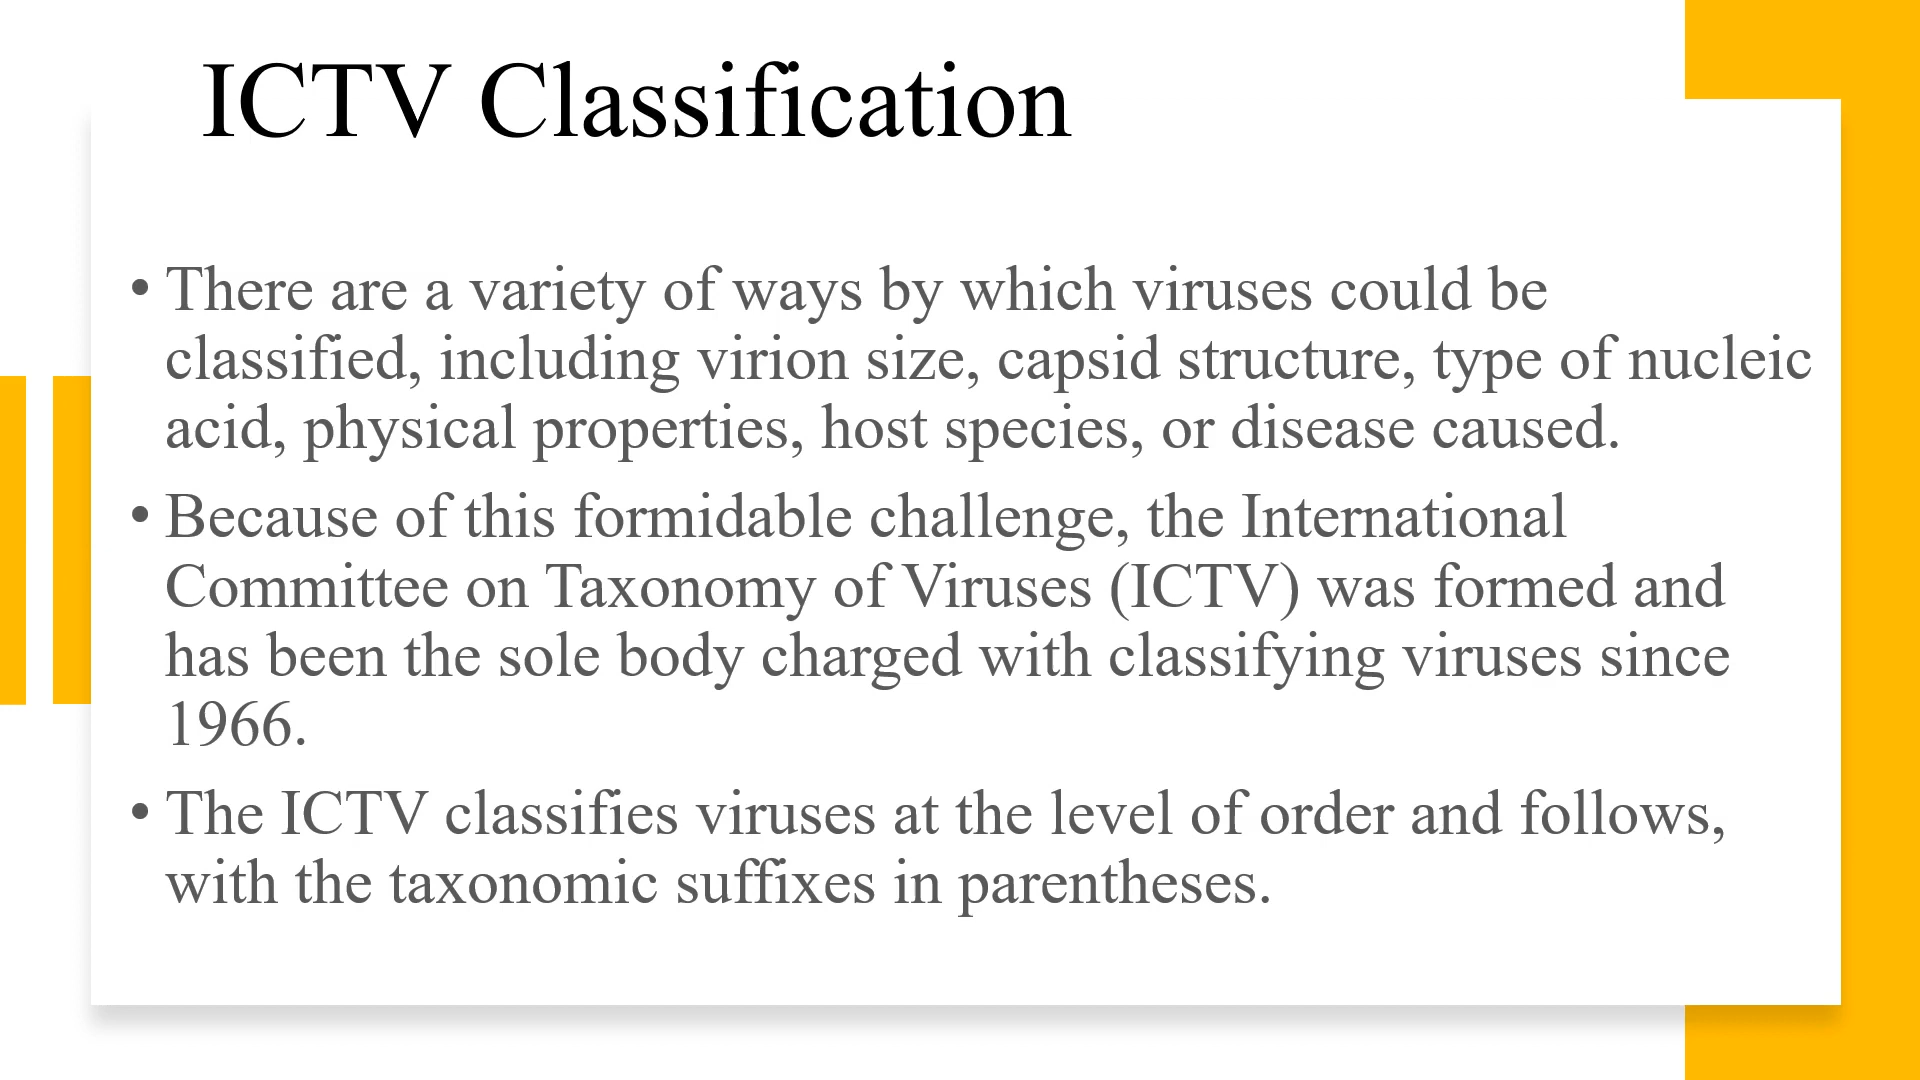 ICTV Classification
• There are a variety of ways by which viruses could be
classified, including virion size, capsid structure, type of nucleic
acid, physical properties, host species, or disease caused.
• Because of this formidable challenge, the International
Committee on Taxonomy of Viruses (ICTV) was formed and
has been the sole body charged with classifying viruses since
1966.
• The ICTV classifies viruses at the level of order and follows,
with the taxonomic suffixes in parentheses.